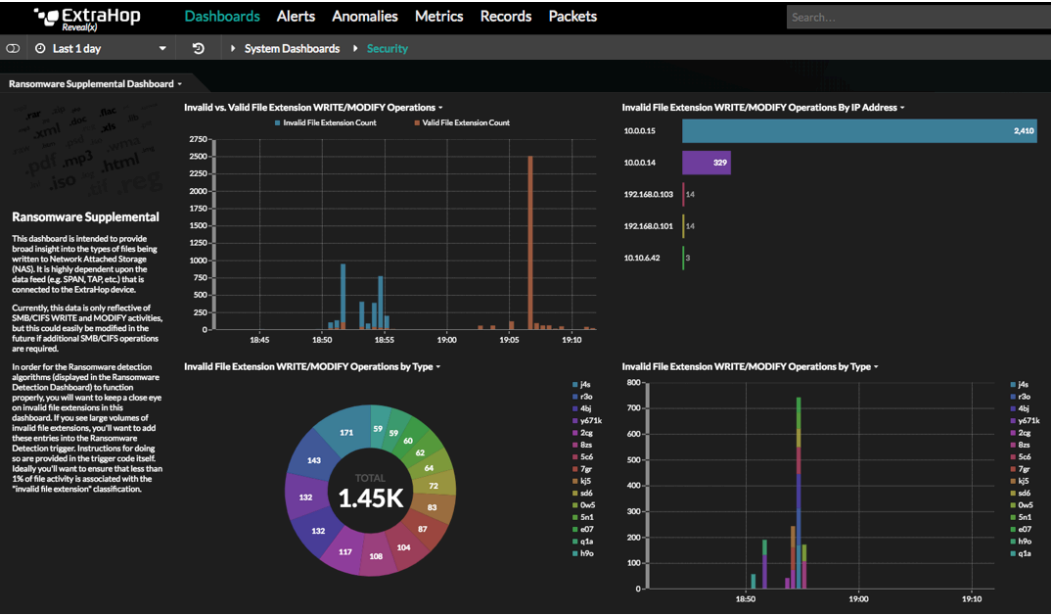 ExtraHop
Reveal(x)
Dashboards Alerts Anomalies Metrics Records Packets
Search...
Last 1 day
System Dashboards Security
Ransomware Supplemental Dashboard
.rar
.doc
.flac
.xml
.xls
.zip
.wma
.pdf
.mp3
.html
.iso
.reg
Ransomware Supplemental
This dashboard is intended to provide
broad insight into the types of files being
written to Network Attached Storage
(NAS). It is highly dependent upon the
data feed (e.g. SPAN, TAP, etc.) that is
connected to the ExtraHop device.
Currently, this data is only reflective of
SMB/CIFS WRITE and MODIFY activities,
but this could easily be modified in the
future if additional SMB/CIFS operations
are required.
In order for the Ransomware detection
algorithms (displayed in the Ransomware
Detection Dashboard) to function
properly, you will want to keep a close eye
on invalid file extensions in this
dashboard. If you see large volumes of
invalid file extensions, you'll want to add
these entries into the Ransomware
Detection trigger. Instructions for doing
so are provided in the trigger code itself.
Ideally you'll want to ensure that less than
1% of file activity is associated with the
"invalid file extension" classification.
Invalid vs. Valid File Extension WRITE/MODIFY Operations
Invalid File Extension Count Valid File Extension Count
2750
2500
2250
2000
1750
1500
1250
1000
750
500
250
0
18:45 18:50 18:55 19:00 19:05 19:10
Invalid File Extension WRITE/MODIFY Operations By IP Address
10.0.0.15 2,410
10.0.0.14 329
192.168.0.103 14
192.168.0.101 14
10.10.6.42 3
Invalid File Extension WRITE/MODIFY Operations by Type
TOTAL
1.45K
59
59
60
62
64
72
83
87
104
108
117
132
132
143
171
j4s
r3o
4bj
y671k
2cg
8zs
5c6
7gr
kj5
sd6
0w5
5n1
e07
q1a
h9o
Invalid File Extension WRITE/MODIFY Operations by Type
800
700
600
500
400
300
200
100
0
18:50 19:00 19:10
j4s
r3o
4bj
y671k
2cg
8zs
5c6
7gr
kj5
sd6
0w5
5n1
e07
h9o
q1a